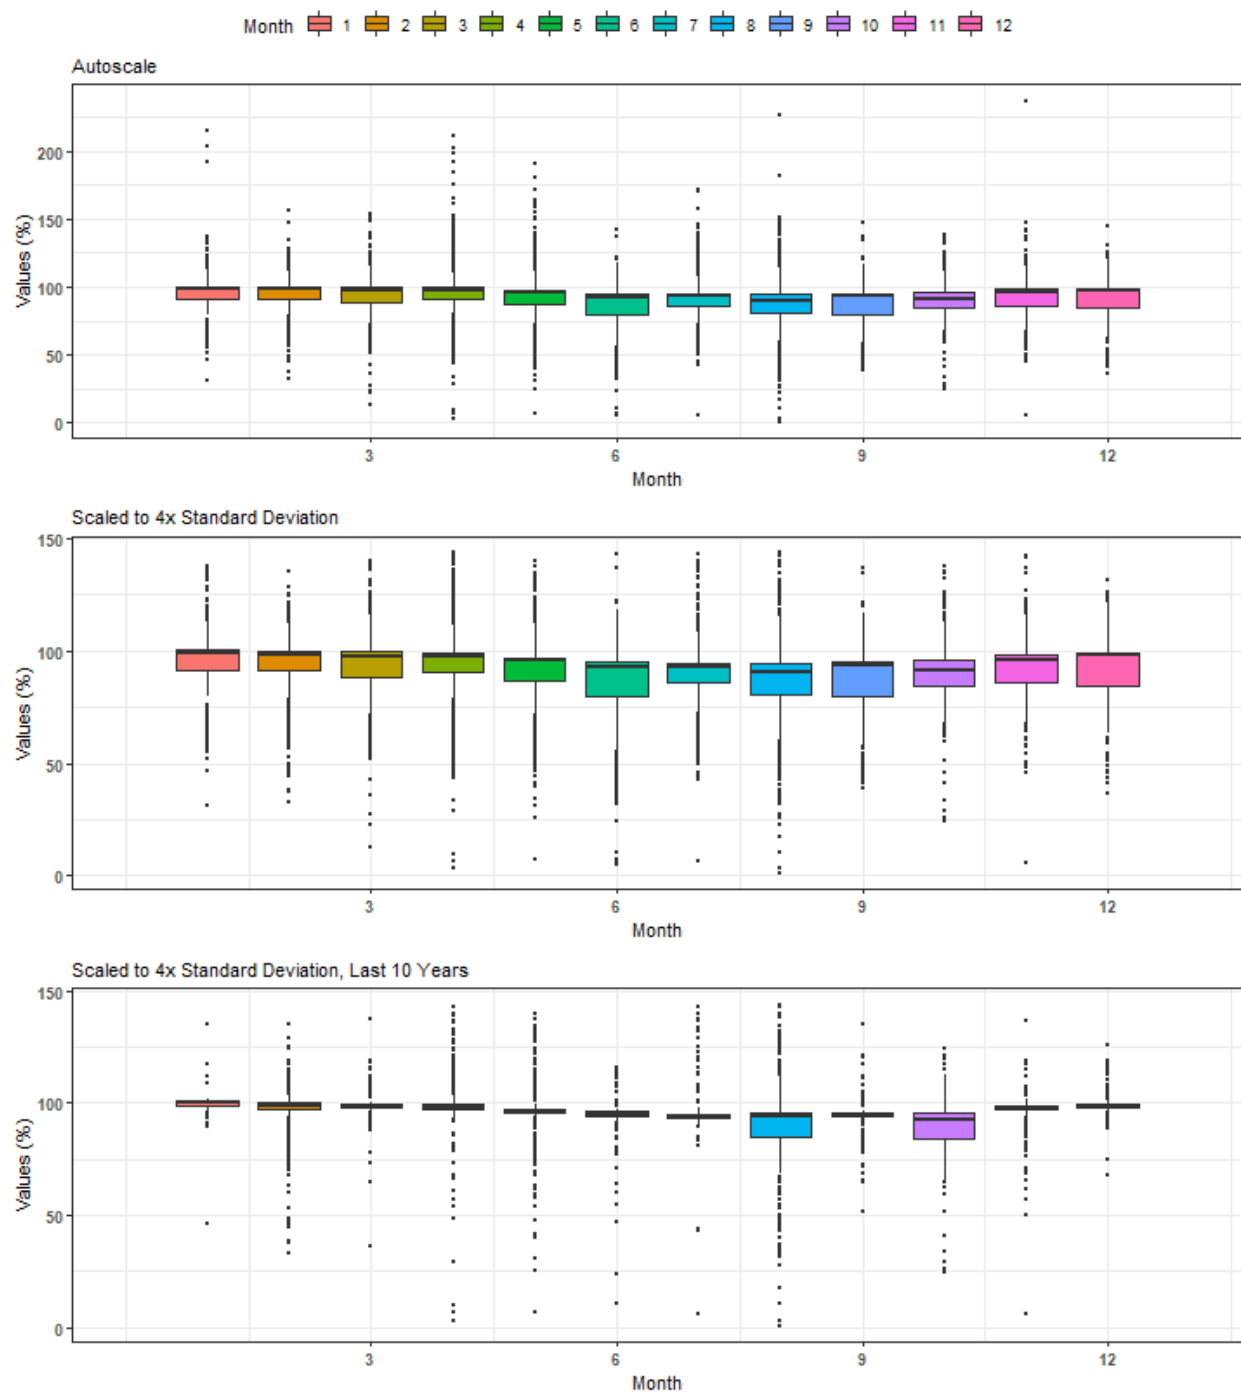 Month 1 2 3 4 5 6 7 8 9 10 11 12
Autoscale
Values (%)
200
150
100
50
0
3 6 9 12
Month
Scaled to 4x Standard Deviation
Values (%)
150
100
50
0
3 6 9 12
Month
Scaled to 4x Standard Deviation, Last 10 Years
Values (%)
150
100
50
0
3 6 9 12
Month